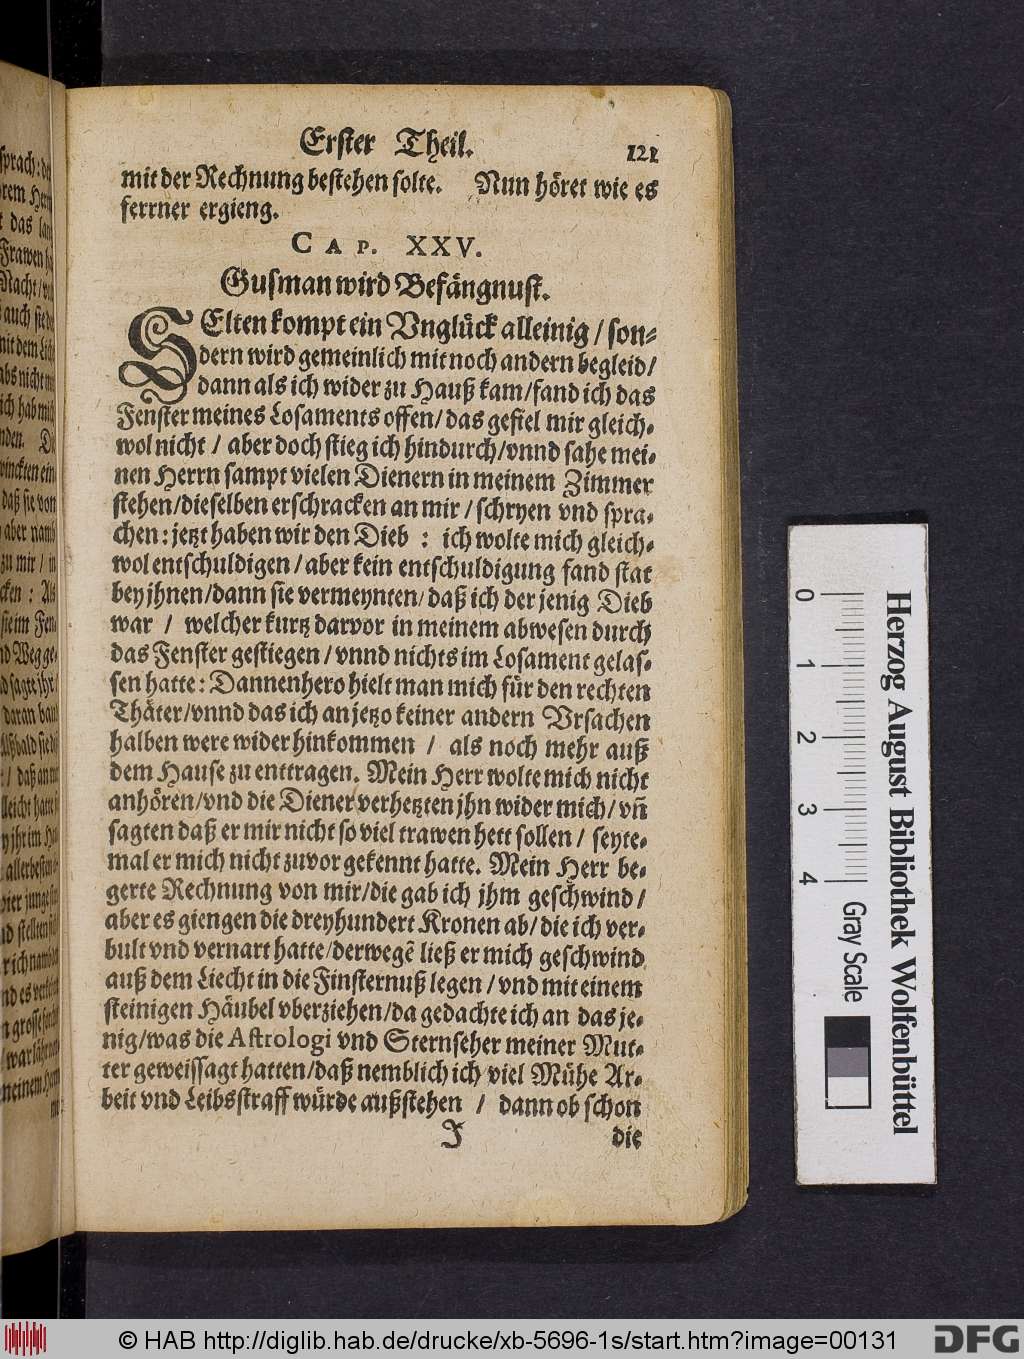 Erster Theil. 121
mit der Rechnung bestehen solte. Nun höret wie es
ferrner ergieng.
CAP. XXV.
Gusman wird Gefängnust.
SElten kompt ein Vnglück alleinig / son-
dern wird gemeinlich mit noch andern begleid/
dann als ich wider zu Hauß kam/fand ich das
Fenster meines Losaments offen/das gefiel mir gleich-
wol nicht / aber doch stieg ich hindurch/vnnd sahe mei-
nen Herrn sampt vielen Dienern in meinem Zimmer
stehen/dieselben erschracken an mir / schryen vnd spra-
chen: jetzt haben wir den Dieb : ich wolte mich gleich-
wol entschuldigen / aber kein entschuldigung fand stat
bey jhnen/dann sie vermeynten/daß ich der jenig Dieb
war / welcher kurtz darvor in meinem abwesen durch
das Fenster gestiegen / vnnd nichts im Losament gelas-
sen hatte: Dannenhero hielt man mich für den rechten
Thäter/vnnd das ich an jetzo keiner andern Vrsachen
halben were wider hinkommen / als noch mehr auß
dem Hause zu enttragen. Mein Herr wolte mich nicht
anhören/vnd die Diener verhetzten jhn wider mich/vn̄
sagten daß er mir nicht so viel trawen hett sollen / seyte-
mal er mich nicht zuvor gekennt hatte. Mein Herr be-
gerte Rechnung von mir/die gab ich jhm geschwind /
aber es giengen die dreyhundert Kronen ab/die ich ver-
bult vnd vernart hatte/derwegē ließ er mich geschwind
auß dem Liecht in die Finsternuß legen / vnd mit einem
steinigen Häubel vberziehen/da gedachte ich an das je-
nig/was die Astrologi vnd Sternseher meiner Mut-
ter geweissagt hatten/daß nemblich ich viel Mühe Ar-
beit vnd Leibsstraff würde außstehen / dann ob schon
J die
0 1 2 3 4 Gray Scale
Herzog August Bibliothek Wolfenbüttel
© HAB http://diglib.hab.de/drucke/xb-5696-1s/start.htm?image=00131 DFG